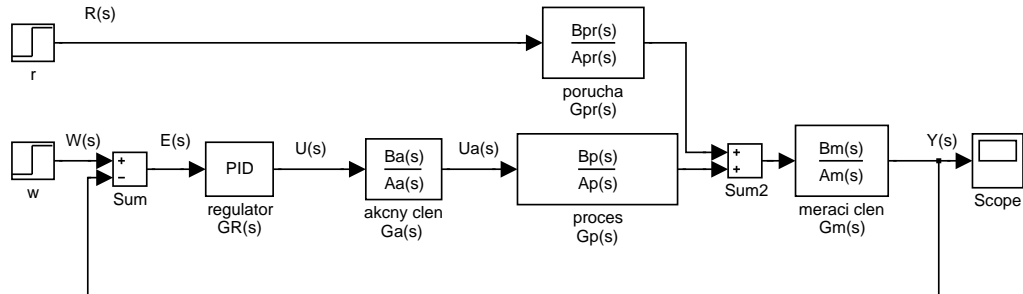 R(s)
Bpr(s)
Apr(s)
r
porucha
Gpr(s)
W(s)
E(s)
U(s)
Ua(s)
Y(s)
+
−
PID
Ba(s)
Aa(s)
Bp(s)
Ap(s)
+
+
Bm(s)
Am(s)
w
Sum
regulator
GR(s)
akcny clen
Ga(s)
proces
Gp(s)
Sum2
meraci clen
Gm(s)
Scope